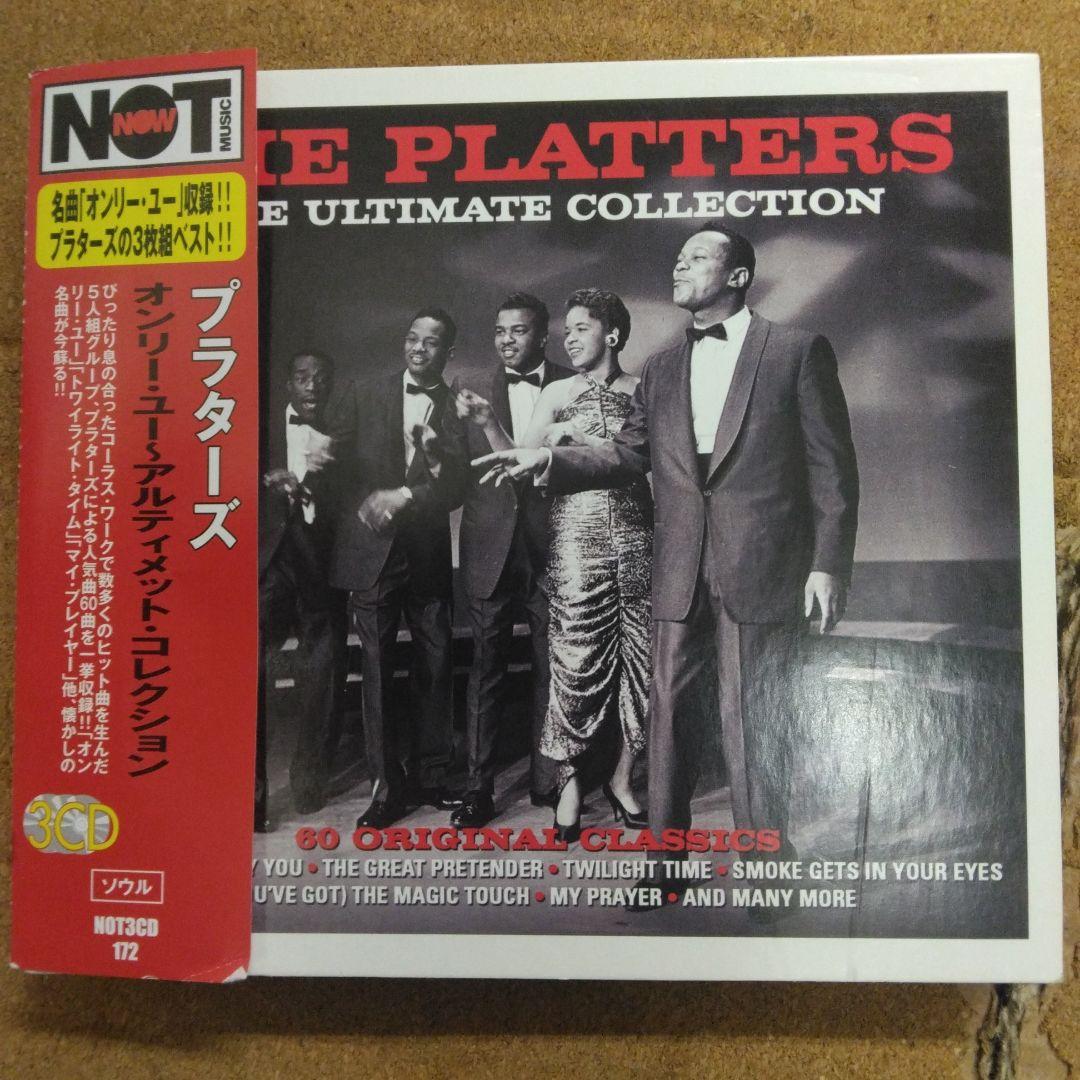 NOT
NOW
MUSIC
名曲｢オンリー・ユー｣収録!!
プラターズの3枚組ベスト!!
プラターズ
オンリー・ユー〜アルティメット・コレクション
ぴったり息の合ったコーラス・ワークで数多くのヒット曲を生んだ
5人組グループ、プラターズによる人気曲60曲を一挙収録!!｢オン
リー・ユー｣｢トワイライト・タイム｣｢マイ・プレイヤー｣他、懐かしの
名曲が今蘇る!!
3CD
ソウル
NOT3CD
172
HE PLATTERS
E ULTIMATE COLLECTION
60 ORIGINAL CLASSICS
Y YOU • THE GREAT PRETENDER • TWILIGHT TIME • SMOKE GETS IN YOUR EYES
U'VE GOT) THE MAGIC TOUCH • MY PRAYER • AND MANY MORE